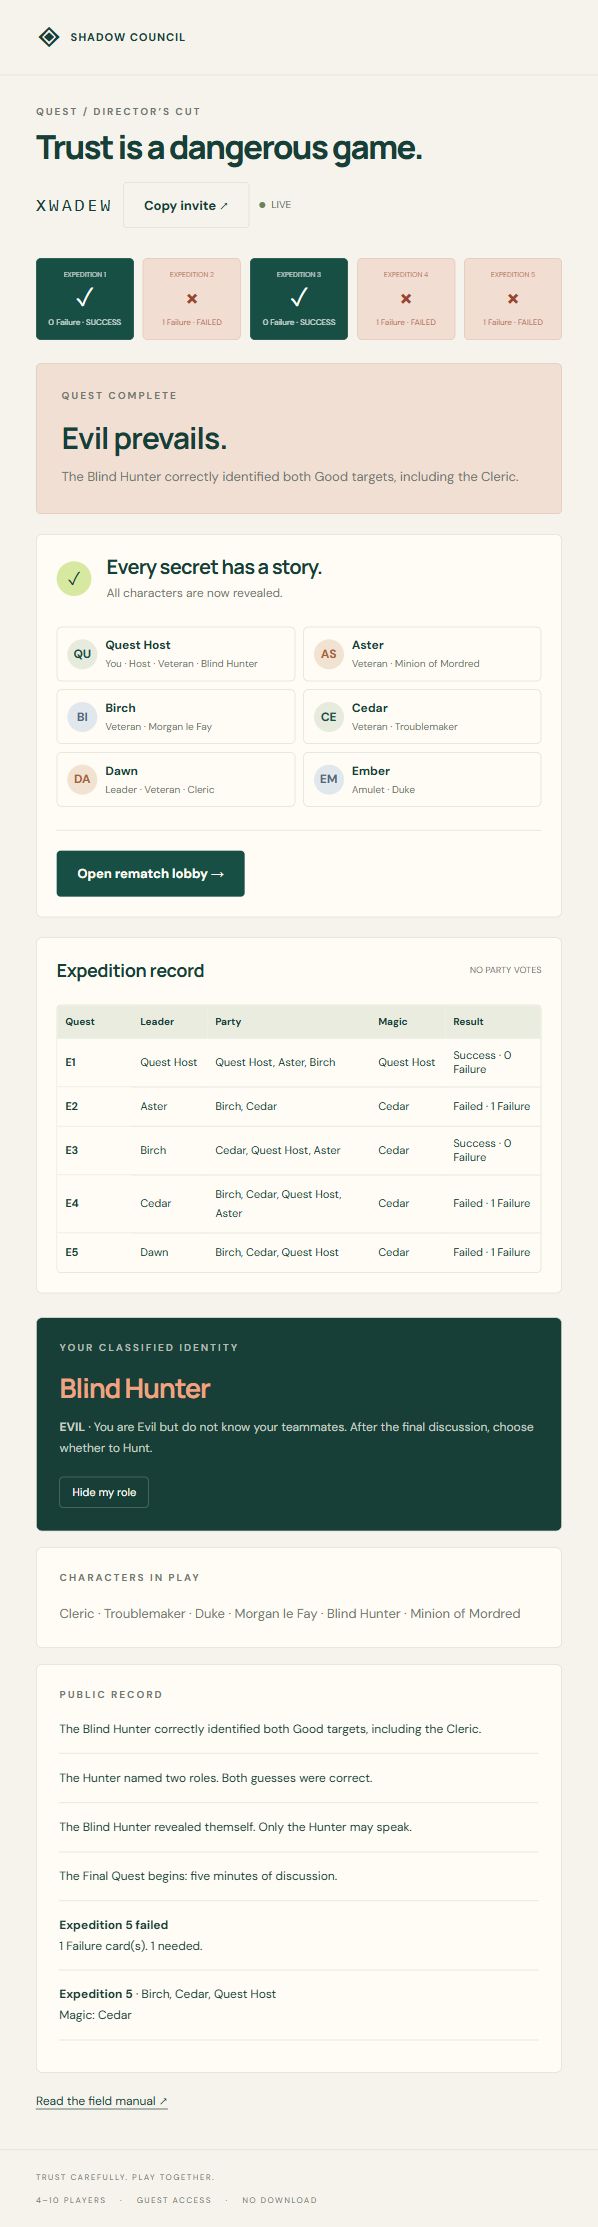 SHADOW COUNCIL
QUEST / DIRECTOR'S CUT
Trust is a dangerous game.
XWADEW
Copy invite ↗
LIVE
EXPEDITION 1
✓
0 Failure · SUCCESS
EXPEDITION 2
×
1 Failure · FAILED
EXPEDITION 3
✓
0 Failure · SUCCESS
EXPEDITION 4
×
1 Failure · FAILED
EXPEDITION 5
×
1 Failure · FAILED
QUEST COMPLETE
Evil prevails.
The Blind Hunter correctly identified both Good targets, including the Cleric.
✓
Every secret has a story.
All characters are now revealed.
QU
Quest Host
You · Host · Veteran · Blind Hunter
AS
Aster
Veteran · Minion of Mordred
BI
Birch
Veteran · Morgan le Fay
CE
Cedar
Veteran · Troublemaker
DA
Dawn
Leader · Veteran · Cleric
EM
Ember
Amulet · Duke
Open rematch lobby →
Expedition record
NO PARTY VOTES
Quest Leader Party Magic Result
E1 Quest Host Quest Host, Aster, Birch Quest Host Success · 0
Failure
E2 Aster Birch, Cedar Cedar Failed · 1 Failure
E3 Birch Cedar, Quest Host, Aster Cedar Success · 0
Failure
E4 Cedar Birch, Cedar, Quest Host, Cedar Failed · 1 Failure
Aster
E5 Dawn Birch, Cedar, Quest Host Cedar Failed · 1 Failure
YOUR CLASSIFIED IDENTITY
Blind Hunter
EVIL · You are Evil but do not know your teammates. After the final discussion, choose
whether to Hunt.
Hide my role
CHARACTERS IN PLAY
Cleric · Troublemaker · Duke · Morgan le Fay · Blind Hunter · Minion of Mordred
PUBLIC RECORD
The Blind Hunter correctly identified both Good targets, including the Cleric.
The Hunter named two roles. Both guesses were correct.
The Blind Hunter revealed themself. Only the Hunter may speak.
The Final Quest begins: five minutes of discussion.
Expedition 5 failed
1 Failure card(s). 1 needed.
Expedition 5 · Birch, Cedar, Quest Host
Magic: Cedar
Read the field manual ↗
TRUST CAREFULLY. PLAY TOGETHER.
4–10 PLAYERS · GUEST ACCESS · NO DOWNLOAD